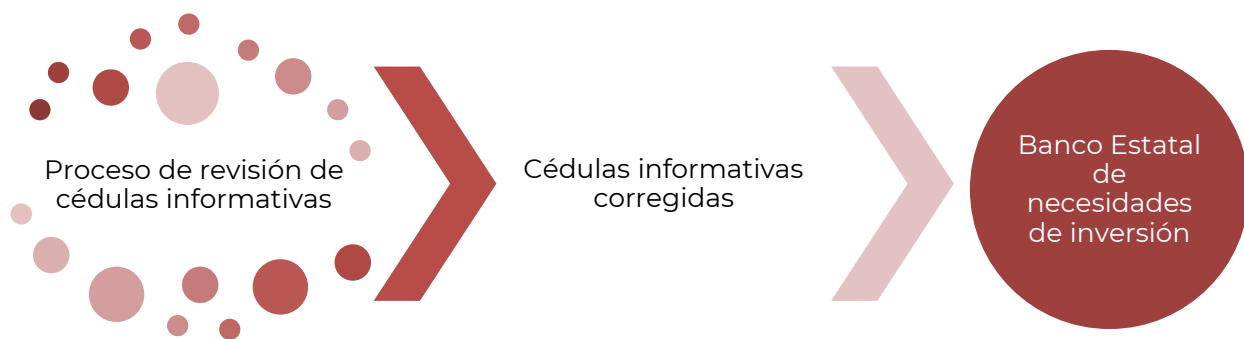 Proceso de revisión de
cédulas informativas
Cédulas informativas
corregidas
Banco Estatal
de
necesidades
de inversión